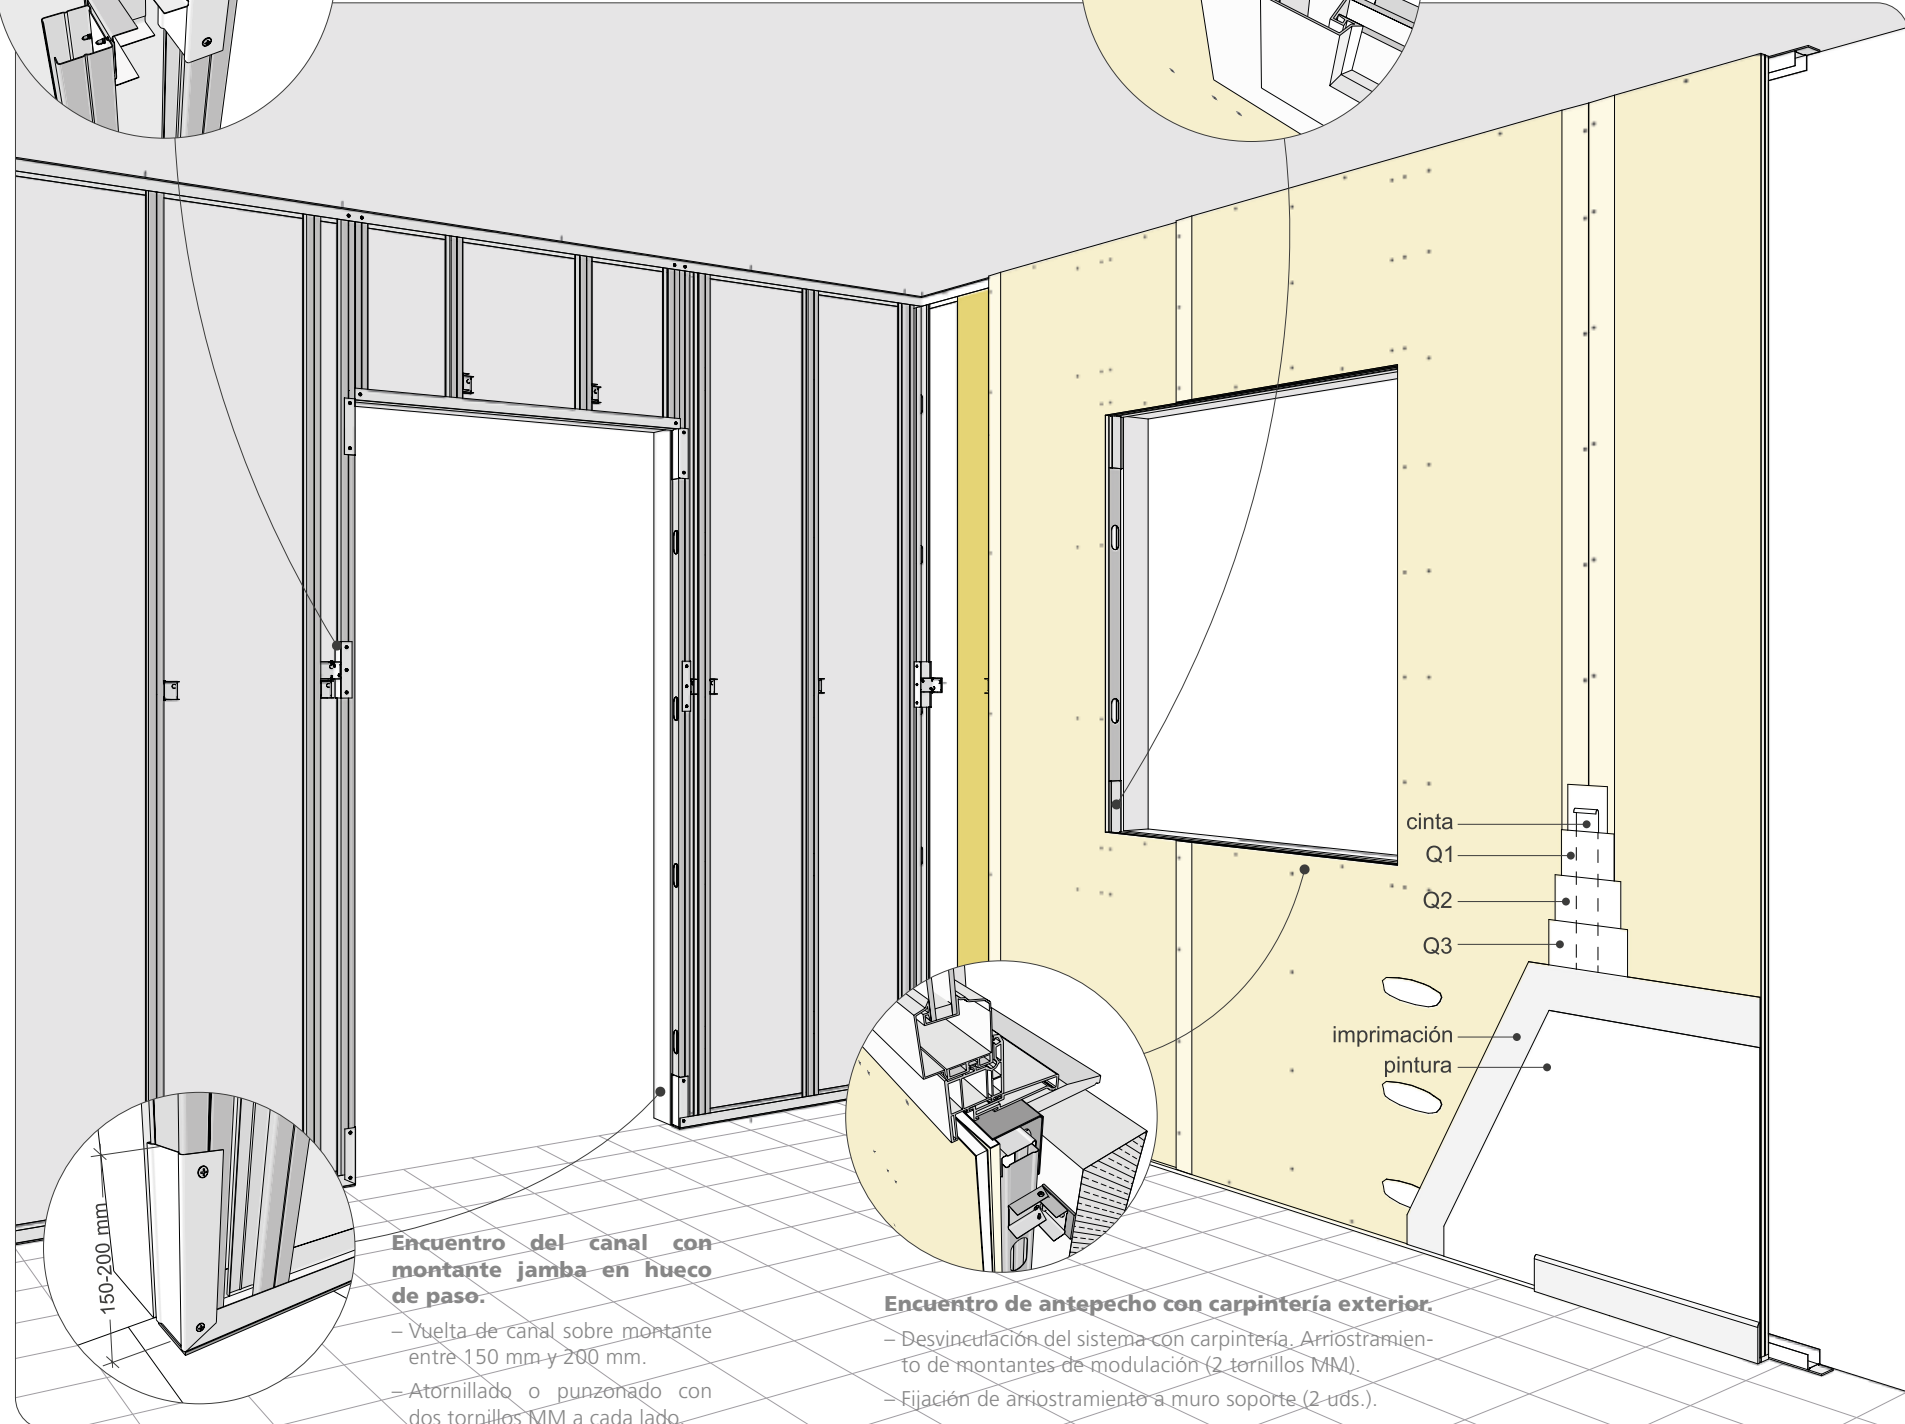 cinta
Q1
Q2
Q3
imprimación
pintura
150-200 mm
Encuentro del canal con
montante jamba en hueco
de paso.
– Vuelta de canal sobre montante
entre 150 mm y 200 mm.
– Atornillado o punzonado con
dos tornillos MM a cada lado.
Encuentro de antepecho con carpintería exterior.
– Desvinculación del sistema con carpintería. Arriostramien-
to de montantes de modulación (2 tornillos MM).
– Fijación de arriostramiento a muro soporte (2 uds.).